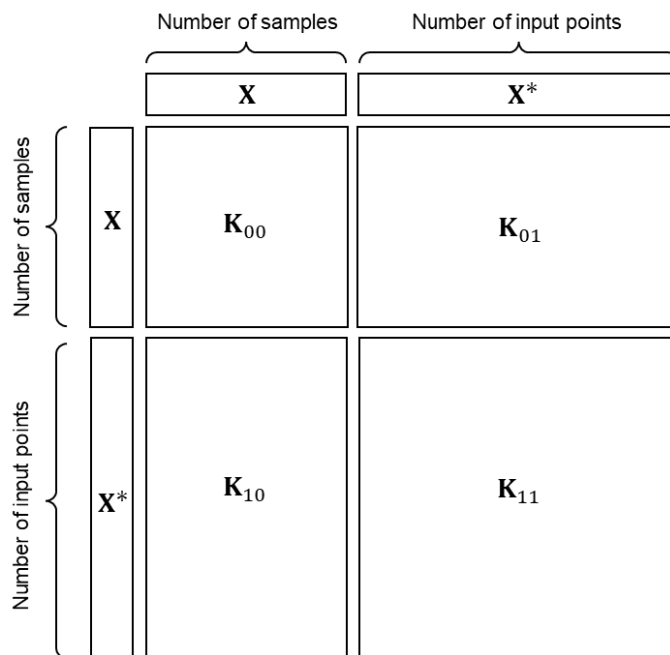 Number of samples
Number of input points
X
X*
Number of samples
X
K₀₀
K₀₁
Number of input points
X*
K₁₀
K₁₁